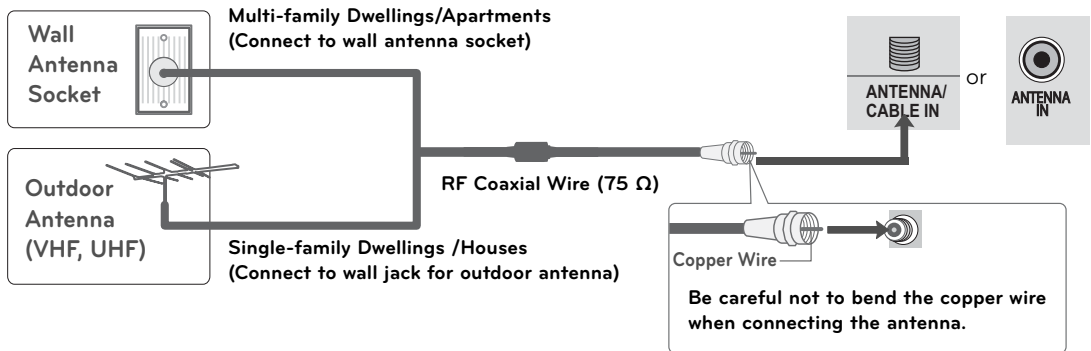 Wall
Antenna
Socket
Multi-family Dwellings/Apartments
(Connect to wall antenna socket)
Outdoor
Antenna
(VHF, UHF)
Single-family Dwellings /Houses
(Connect to wall jack for outdoor antenna)
RF Coaxial Wire (75 Ω)
ANTENNA/
CABLE IN
or
ANTENNA
IN
Copper Wire
Be careful not to bend the copper wire
when connecting the antenna.